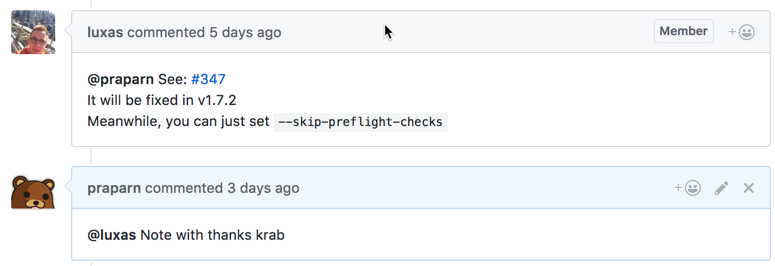 luxas commented 5 days ago Member
@praparn See: #347
It will be fixed in v1.7.2
Meanwhile, you can just set --skip-preflight-checks
praparn commented 3 days ago
@luxas Note with thanks krab